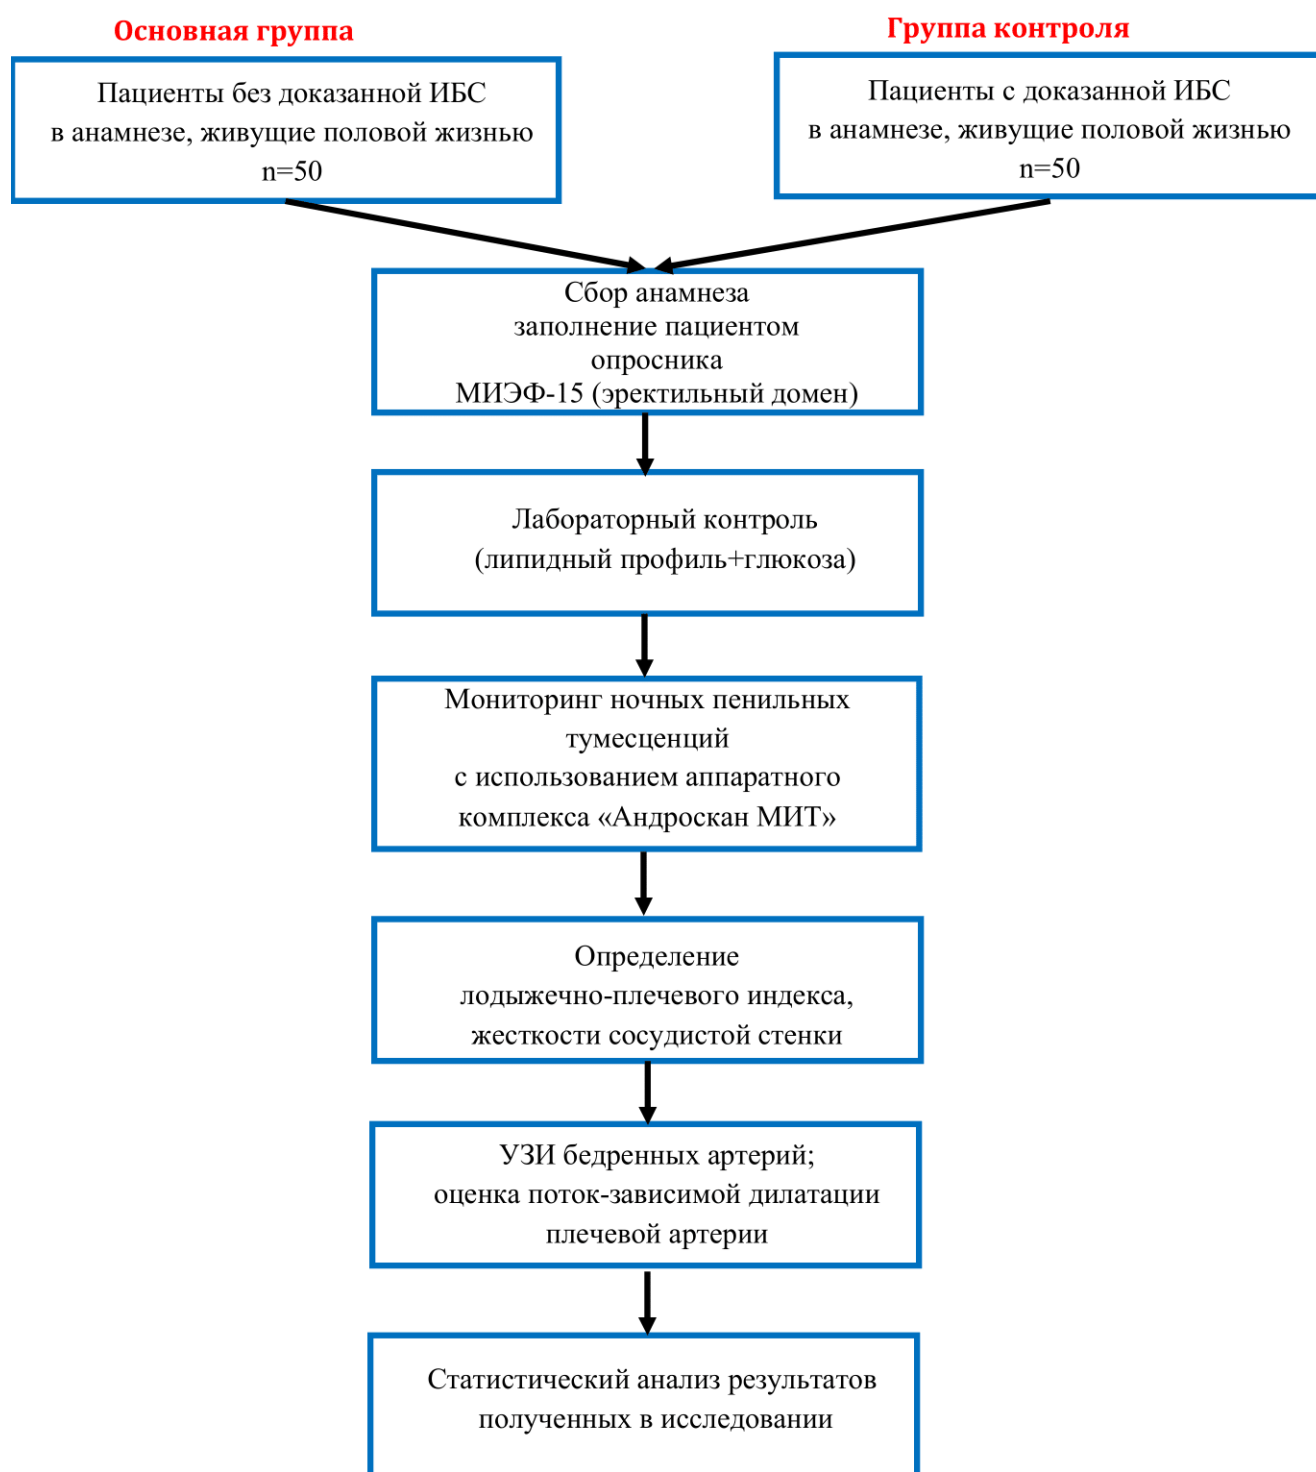 Основная группа
Группа контроля
Пациенты без доказанной ИБС
в анамнезе, живущие половой жизнью
n=50
Пациенты с доказанной ИБС
в анамнезе, живущие половой жизнью
n=50
Сбор анамнеза
заполнение пациентом
опросника
МИЭФ-15 (эректильный домен)
Лабораторный контроль
(липидный профиль+глюкоза)
Мониторинг ночных пенильных
тумесценций
с использованием аппаратного
комплекса «Андроскан МИТ»
Определение
лодыжечно-плечевого индекса,
жесткости сосудистой стенки
УЗИ бедренных артерий;
оценка поток-зависимой дилатации
плечевой артерии
Статистический анализ результатов
полученных в исследовании